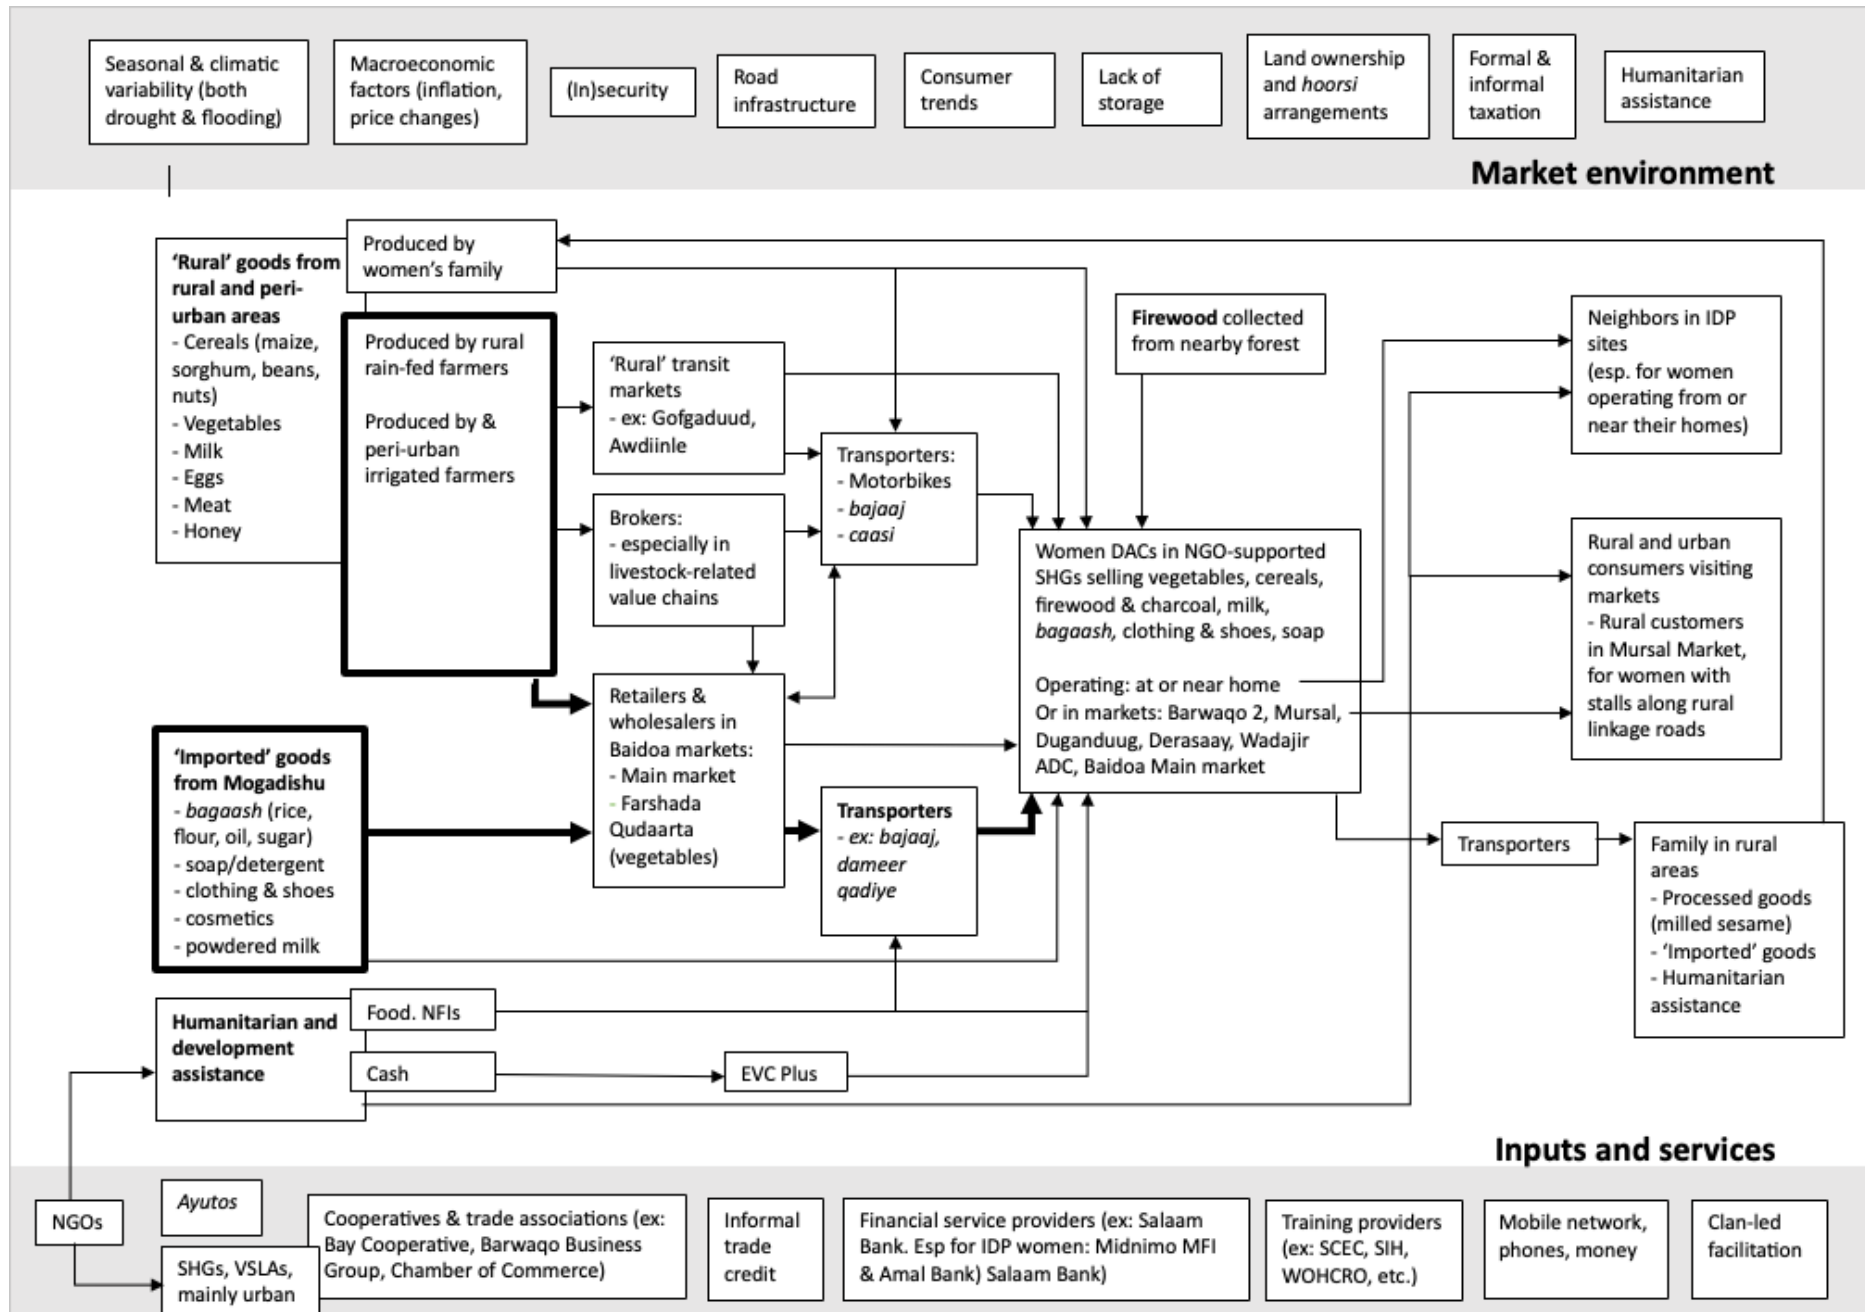 Seasonal & climatic
variability (both
drought & flooding)
Macroeconomic
factors (inflation,
price changes)
(In)security
Road
infrastructure
Consumer
trends
Lack of
storage
Land ownership
and hoorsi
arrangements
Formal &
informal
taxation
Humanitarian
assistance
Market environment
‘Rural’ goods from
rural and peri-
urban areas
- Cereals (maize,
sorghum, beans,
nuts)
- Vegetables
- Milk
- Eggs
- Meat
- Honey
Produced by
women’s family
Produced by rural
rain-fed farmers
Produced by &
peri-urban
irrigated farmers
‘Rural’ transit
markets
- ex: Gofgaduud,
Awdiinle
Brokers:
- especially in
livestock-related
value chains
Transporters:
- Motorbikes
- bajaaj
- caasi
Firewood collected
from nearby forest
Neighbors in IDP
sites
(esp. for women
operating from or
near their homes)
Women DACs in NGO-supported
SHGs selling vegetables, cereals,
firewood & charcoal, milk,
bagaash, clothing & shoes, soap
Operating: at or near home
Or in markets: Barwaqo 2, Mursal,
Duganduug, Derasaay, Wadajir
ADC, Baidoa Main market
Rural and urban
consumers visiting
markets
- Rural customers
in Mursal Market,
for women with
stalls along rural
linkage roads
‘Imported’ goods
from Mogadishu
- bagaash (rice,
flour, oil, sugar)
- soap/detergent
- clothing & shoes
- cosmetics
- powdered milk
Retailers &
wholesalers in
Baidoa markets:
- Main market
- Farshada
Qudaarta
(vegetables)
Transporters
- ex: bajaaj,
dameer
qadiye
Transporters
Family in rural
areas
- Processed goods
(milled sesame)
- ‘Imported’ goods
- Humanitarian
assistance
Humanitarian and
development
assistance
Food. NFIs
Cash
EVC Plus
Inputs and services
NGOs
Ayutos
SHGs, VSLAs,
mainly urban
Cooperatives & trade associations (ex:
Bay Cooperative, Barwaqo Business
Group, Chamber of Commerce)
Informal
trade
credit
Financial service providers (ex: Salaam
Bank. Esp for IDP women: Midnimo MFI
& Amal Bank) Salaam Bank)
Training providers
(ex: SCEC, SIH,
WOHCRO, etc.)
Mobile network,
phones, money
Clan-led
facilitation